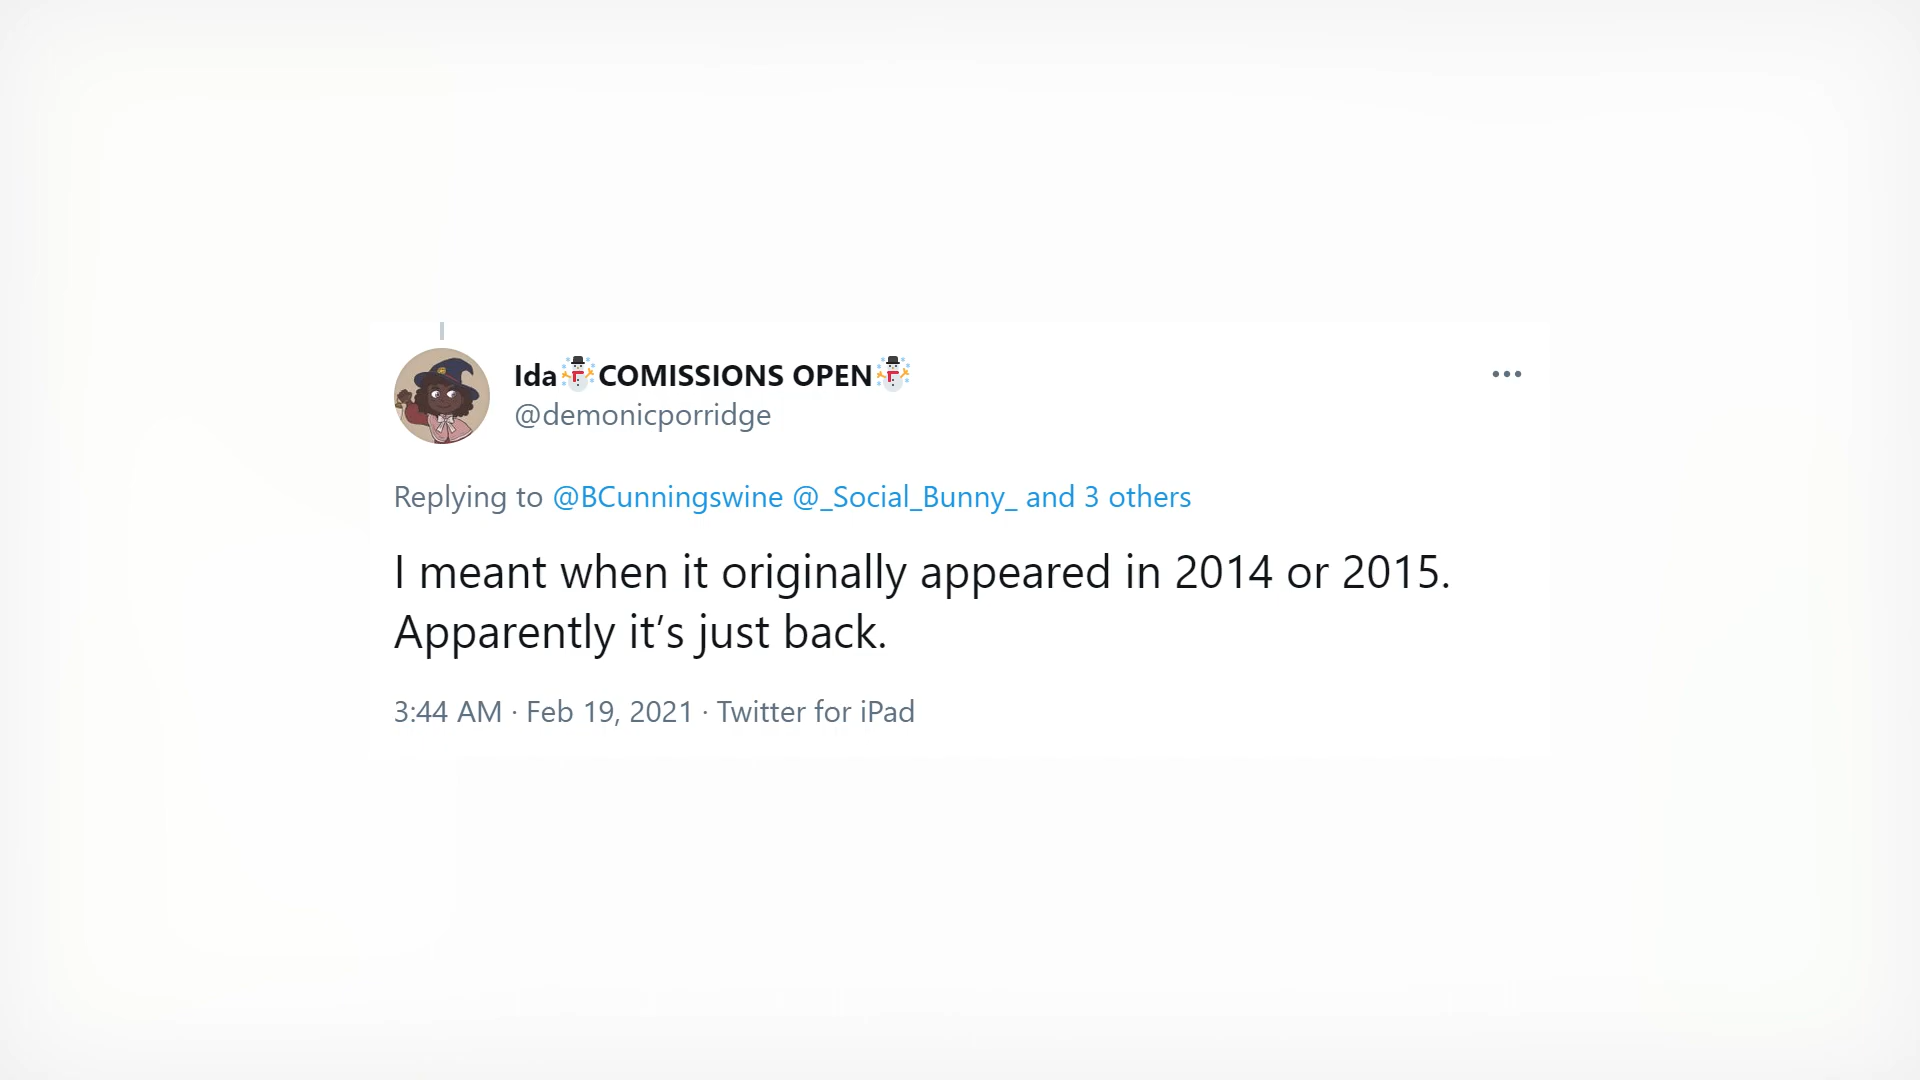 Ida☃️COMISSIONS OPEN☃️
@demonicporridge
Replying to @BCunningswine @_Social_Bunny_ and 3 others
I meant when it originally appeared in 2014 or 2015.
Apparently it’s just back.
3:44 AM · Feb 19, 2021 · Twitter for iPad